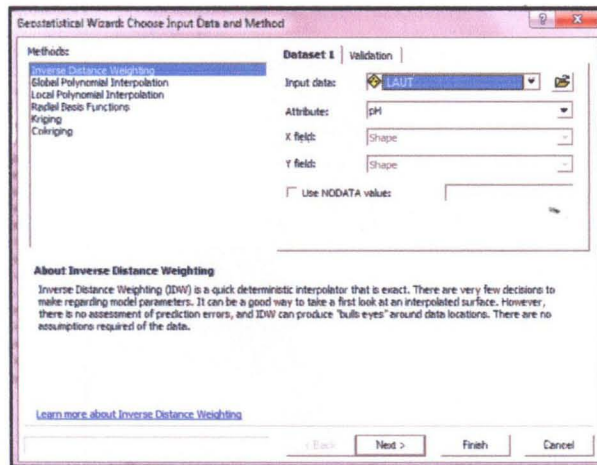 Geostatistical Wizard: Choose Input Data and Method
Methods:
Inverse Distance Weighting
Global Polynomial Interpolation
Local Polynomial Interpolation
Radial Basis Functions
Kriging
Cokriging
Dataset 1
Validation
Input data:
LAUT
Attribute:
pH
X field:
Shape
Y field:
Shape
Use NODATA value:
About Inverse Distance Weighting
Inverse Distance Weighting (IDW) is a quick deterministic interpolator that is exact. There are very few decisions to
make regarding model parameters. It can be a good way to take a first look at an interpolated surface. However,
there is no assessment of prediction errors, and IDW can produce "bulls eyes" around data locations. There are no
assumptions required of the data.
Learn more about Inverse Distance Weighting
< Back
Next >
Finish
Cancel